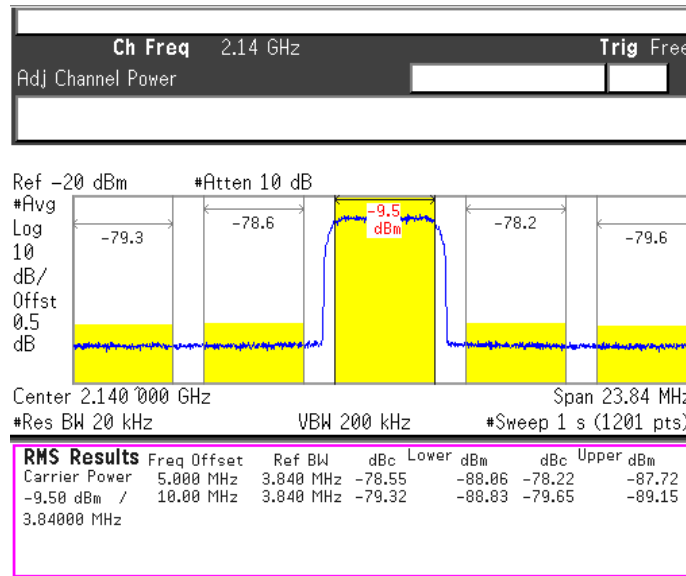 Ch Freq 2.14 GHz Trig Free
Adj Channel Power
Ref -20 dBm #Atten 10 dB
#Avg
Log
10
dB/
Offst
0.5
dB
-79.3 -78.6 -9.5 dBm -78.2 -79.6
Center 2.140 000 GHz Span 23.84 MHz
#Res BW 20 kHz VBW 200 kHz #Sweep 1 s (1201 pts)
RMS Results Freq Offset Ref BW dBc Lower dBm dBc Upper dBm
Carrier Power 5.000 MHz 3.840 MHz -78.55 -88.06 -78.22 -87.72
-9.50 dBm / 10.00 MHz 3.840 MHz -79.32 -88.83 -79.65 -89.15
3.84000 MHz